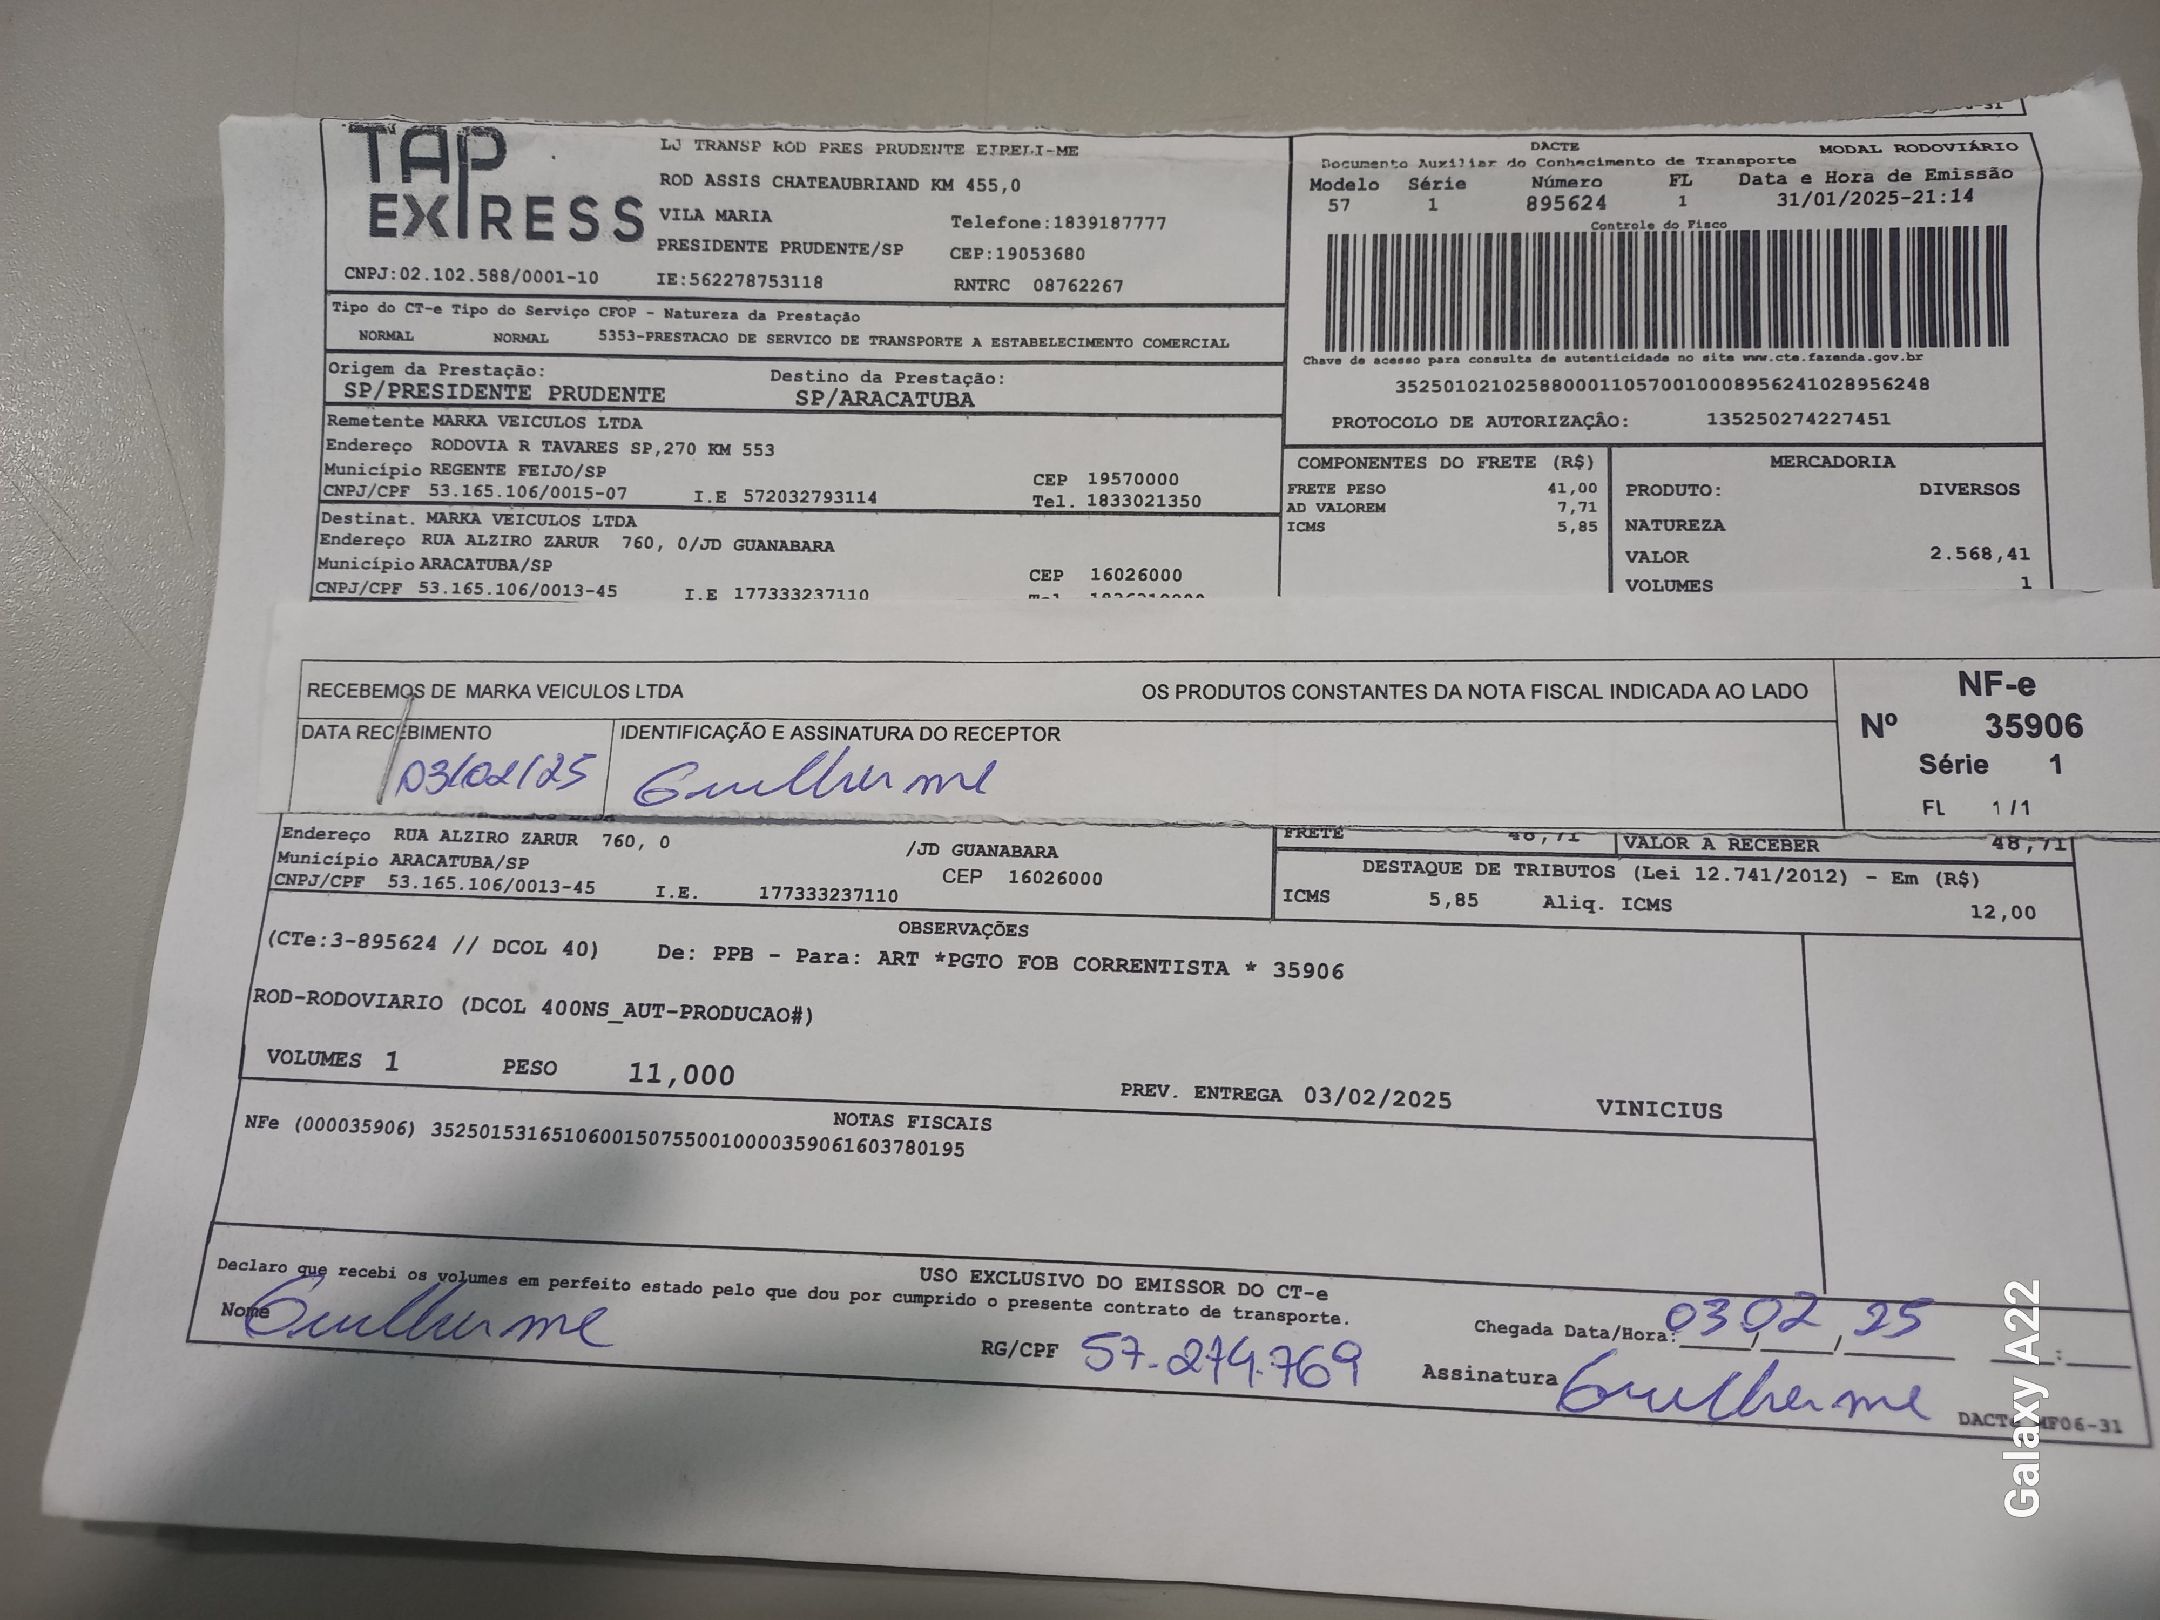 TAP
EXPRESS
LJ TRANSP ROD PRES PRUDENTE EIRELI-ME
ROD ASSIS CHATEAUBRIAND KM 455,0
VILA MARIA Telefone:1839187777
PRESIDENTE PRUDENTE/SP CEP:19053680
CNPJ:02.102.588/0001-10 IE:562278753118 RNTRC 08762267
DACTE MODAL RODOVIÁRIO
Documento Auxiliar do Conhecimento de Transporte
Modelo Série Número FL Data e Hora de Emissão
57 1 895624 1 31/01/2025-21:14
Controle do Fisco
Chave de acesso para consulta de autenticidade no site www.cte.fazenda.gov.br
35250102102588000110570010008956241028956248
PROTOCOLO DE AUTORIZAÇÂO: 135250274227451
Tipo do CT-e Tipo do Serviço CFOP - Natureza da Prestação
NORMAL NORMAL 5353-PRESTACAO DE SERVICO DE TRANSPORTE A ESTABELECIMENTO COMERCIAL
Origem da Prestação: Destino da Prestação:
SP/PRESIDENTE PRUDENTE SP/ARACATUBA
Remetente MARKA VEICULOS LTDA
Endereço RODOVIA R TAVARES SP,270 KM 553
Município REGENTE FEIJO/SP CEP 19570000
CNPJ/CPF 53.165.106/0015-07 I.E 572032793114 Tel. 1833021350
Destinat. MARKA VEICULOS LTDA
Endereço RUA ALZIRO ZARUR 760, 0/JD GUANABARA
Município ARACATUBA/SP CEP 16026000
CNPJ/CPF 53.165.106/0013-45 I.E 177333237110
COMPONENTES DO FRETE (R$)
FRETE PESO 41,00
AD VALOREM 7,71
ICMS 5,85
MERCADORIA
PRODUTO: DIVERSOS
NATUREZA
VALOR 2.568,41
VOLUMES 1
RECEBEMOS DE MARKA VEICULOS LTDA OS PRODUTOS CONSTANTES DA NOTA FISCAL INDICADA AO LADO
DATA RECEBIMENTO IDENTIFICAÇÃO E ASSINATURA DO RECEPTOR
03/02/25 Guilherme
NF-e
Nº 35906
Série 1
FL 1 /1
Endereço RUA ALZIRO ZARUR 760, 0 /JD GUANABARA
Município ARACATUBA/SP CEP 16026000
CNPJ/CPF 53.165.106/0013-45 I.E. 177333237110
FRETE 48,71 VALOR A RECEBER 48,71
DESTAQUE DE TRIBUTOS (Lei 12.741/2012) - Em (R$)
ICMS 5,85 Aliq. ICMS 12,00
OBSERVAÇÕES
(CTe:3-895624 // DCOL 40) De: PPB - Para: ART *PGTO FOB CORRENTISTA * 35906
ROD-RODOVIARIO (DCOL 400NS_AUT-PRODUCAO#)
VOLUMES 1 PESO 11,000 PREV. ENTREGA 03/02/2025 VINICIUS
NOTAS FISCAIS
NFe (000035906) 35250153165106001507550010000359061603780195
USO EXCLUSIVO DO EMISSOR DO CT-e
Declaro que recebi os volumes em perfeito estado pelo que dou por cumprido o presente contrato de transporte.
Nome Guilherme RG/CPF 57.274.769 Chegada Data/Hora: 03/02/25
Assinatura Guilherme
06-31
Galaxy A22